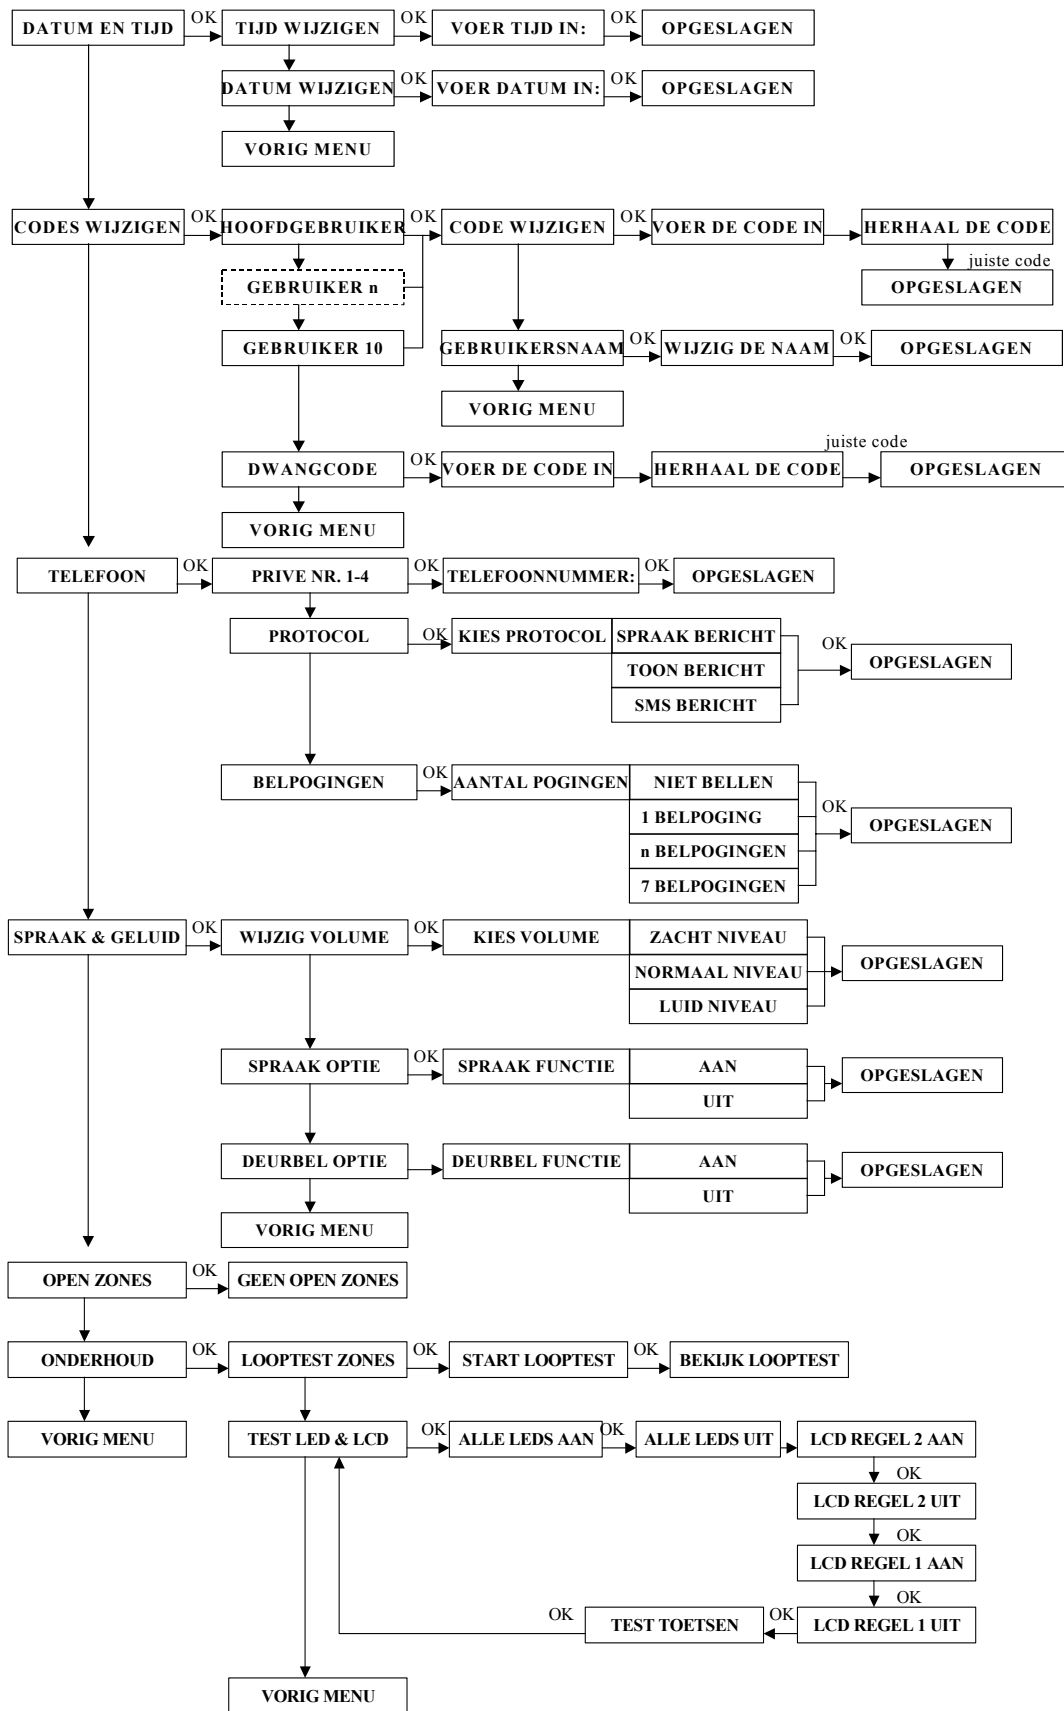 DATUM EN TIJD OK TIJD WIJZIGEN OK VOER TIJD IN: OK OPGESLAGEN
DATUM WIJZIGEN OK VOER DATUM IN: OK OPGESLAGEN
VORIG MENU
CODES WIJZIGEN OK HOOFDGEBRUIKER OK CODE WIJZIGEN OK VOER DE CODE IN HERHAAL DE CODE
juiste code
GEBRUIKER n OPGESLAGEN
GEBRUIKER 10 GEBRUIKERSNAAM OK WIJZIG DE NAAM OK OPGESLAGEN
VORIG MENU
juiste code
DWANGCODE OK VOER DE CODE IN HERHAAL DE CODE OPGESLAGEN
VORIG MENU
TELEFOON OK PRIVE NR. 1-4 OK TELEFOONNUMMER: OK OPGESLAGEN
PROTOCOL OK KIES PROTOCOL SPRAAK BERICHT
TOON BERICHT OK OPGESLAGEN
SMS BERICHT
BELPOGINGEN OK AANTAL POGINGEN NIET BELLEN
1 BELPOGING OK OPGESLAGEN
n BELPOGINGEN
7 BELPOGINGEN
SPRAAK & GELUID OK WIJZIG VOLUME OK KIES VOLUME ZACHT NIVEAU
NORMAAL NIVEAU OPGESLAGEN
LUID NIVEAU
SPRAAK OPTIE OK SPRAAK FUNCTIE AAN OPGESLAGEN
UIT
DEURBEL OPTIE DEURBEL FUNCTIE AAN OPGESLAGEN
UIT
VORIG MENU
OPEN ZONES OK GEEN OPEN ZONES
ONDERHOUD OK LOOPTEST ZONES OK START LOOPTEST OK BEKIJK LOOPTEST
VORIG MENU TEST LED & LCD OK ALLE LEDS AAN OK ALLE LEDS UIT LCD REGEL 2 AAN
OK
LCD REGEL 2 UIT
OK
LCD REGEL 1 AAN
OK
OK TEST TOETSEN OK LCD REGEL 1 UIT
VORIG MENU